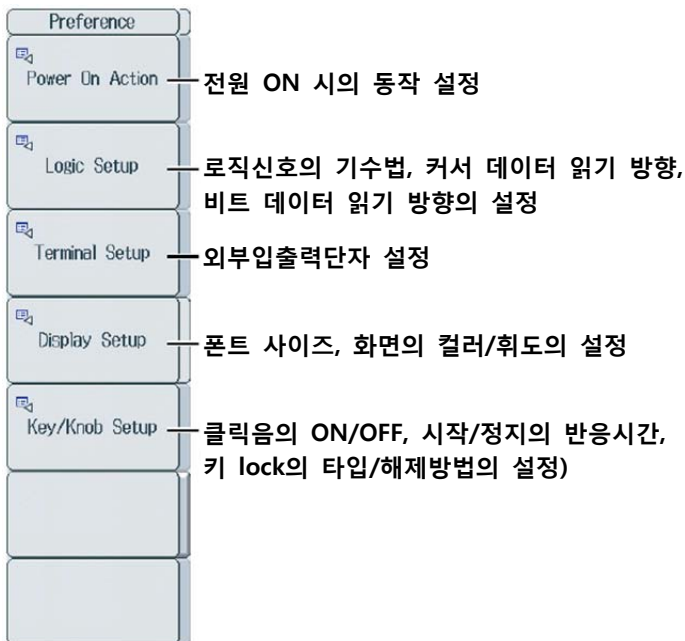 Preference
Power On Action
전원 ON 시의 동작 설정
Logic Setup
로직신호의 기수법, 커서 데이터 읽기 방향,
비트 데이터 읽기 방향의 설정
Terminal Setup
외부입출력단자 설정
Display Setup
폰트 사이즈, 화면의 컬러/휘도의 설정
Key/Knob Setup
클릭음의 ON/OFF, 시작/정지의 반응시간,
키 lock의 타입/해제방법의 설정)